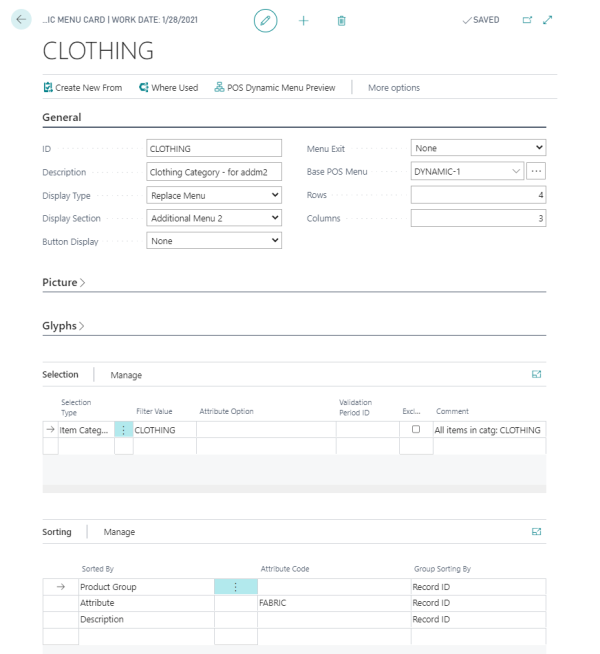 ...IC MENU CARD | WORK DATE: 1/28/2021
SAVED
CLOTHING
Create New From Where Used POS Dynamic Menu Preview More options
General
ID CLOTHING Menu Exit None
Description Clothing Category - for addm2 Base POS Menu DYNAMIC-1
Display Type Replace Menu Rows 4
Display Section Additional Menu 2 Columns 3
Button Display None
Picture
Glyphs
Selection Manage
Selection Type Filter Value Attribute Option Validation Period ID Excl... Comment
Item Categ... CLOTHING All items in catg: CLOTHING
Sorting Manage
Sorted By Attribute Code Group Sorting By
Product Group Record ID
Attribute FABRIC Record ID
Description Record ID